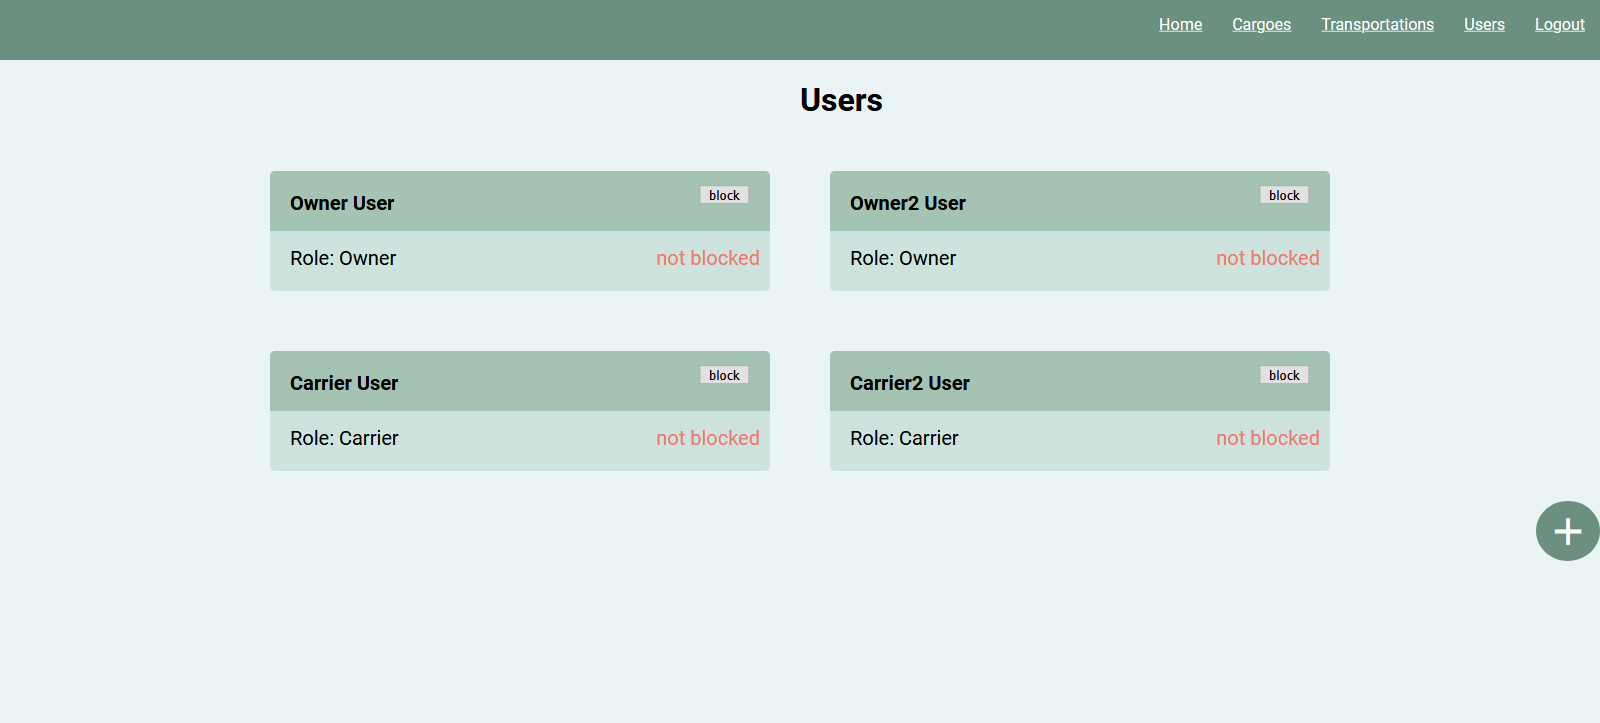 Home Cargoes Transportations Users Logout
Users
Owner User block
Role: Owner not blocked
Owner2 User block
Role: Owner not blocked
Carrier User block
Role: Carrier not blocked
Carrier2 User block
Role: Carrier not blocked
+